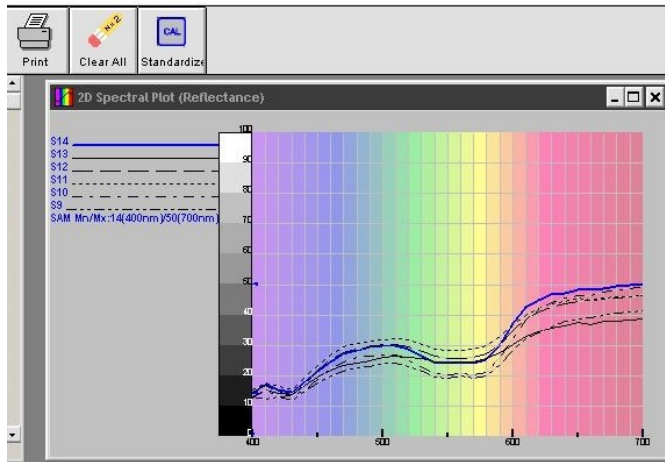 N=2
CAL
Print
Clear All
Standardize
2D Spectral Plot (Reflectance)
S14
S13
S12
S11
S10
S9
SAM Mn/Mx:14(400nm)/50(700nm)
100
90
80
70
60
50
40
30
20
10
0
400
500
600
700